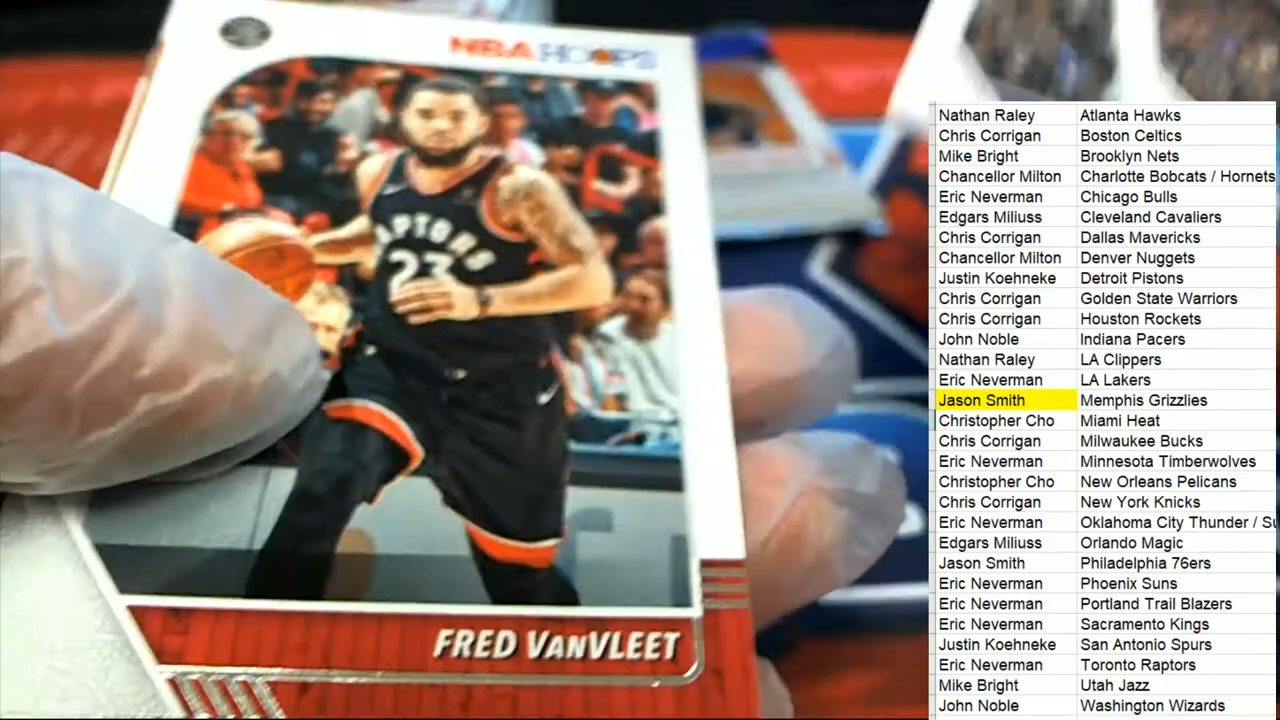 NBA HOOPS
RAPTORS
23
FRED VANVLEET
Nathan Raley Atlanta Hawks
Chris Corrigan Boston Celtics
Mike Bright Brooklyn Nets
Chancellor Milton Charlotte Bobcats / Hornets
Eric Neverman Chicago Bulls
Edgars Miliuss Cleveland Cavaliers
Chris Corrigan Dallas Mavericks
Chancellor Milton Denver Nuggets
Justin Koehneke Detroit Pistons
Chris Corrigan Golden State Warriors
Chris Corrigan Houston Rockets
John Noble Indiana Pacers
Nathan Raley LA Clippers
Eric Neverman LA Lakers
Jason Smith Memphis Grizzlies
Christopher Cho Miami Heat
Chris Corrigan Milwaukee Bucks
Eric Neverman Minnesota Timberwolves
Christopher Cho New Orleans Pelicans
Chris Corrigan New York Knicks
Eric Neverman Oklahoma City Thunder / Su
Edgars Miliuss Orlando Magic
Jason Smith Philadelphia 76ers
Eric Neverman Phoenix Suns
Eric Neverman Portland Trail Blazers
Eric Neverman Sacramento Kings
Justin Koehneke San Antonio Spurs
Eric Neverman Toronto Raptors
Mike Bright Utah Jazz
John Noble Washington Wizards